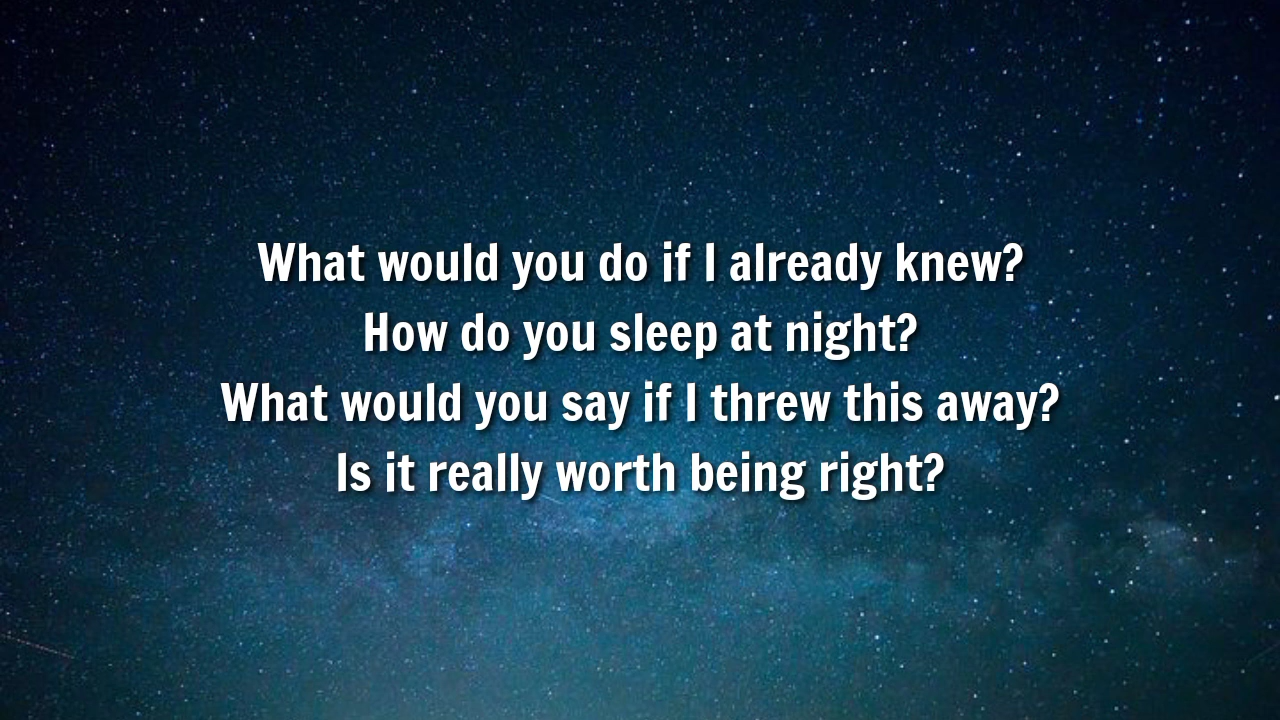 What would you do if I already knew?
How do you sleep at night?
What would you say if I threw this away?
Is it really worth being right?